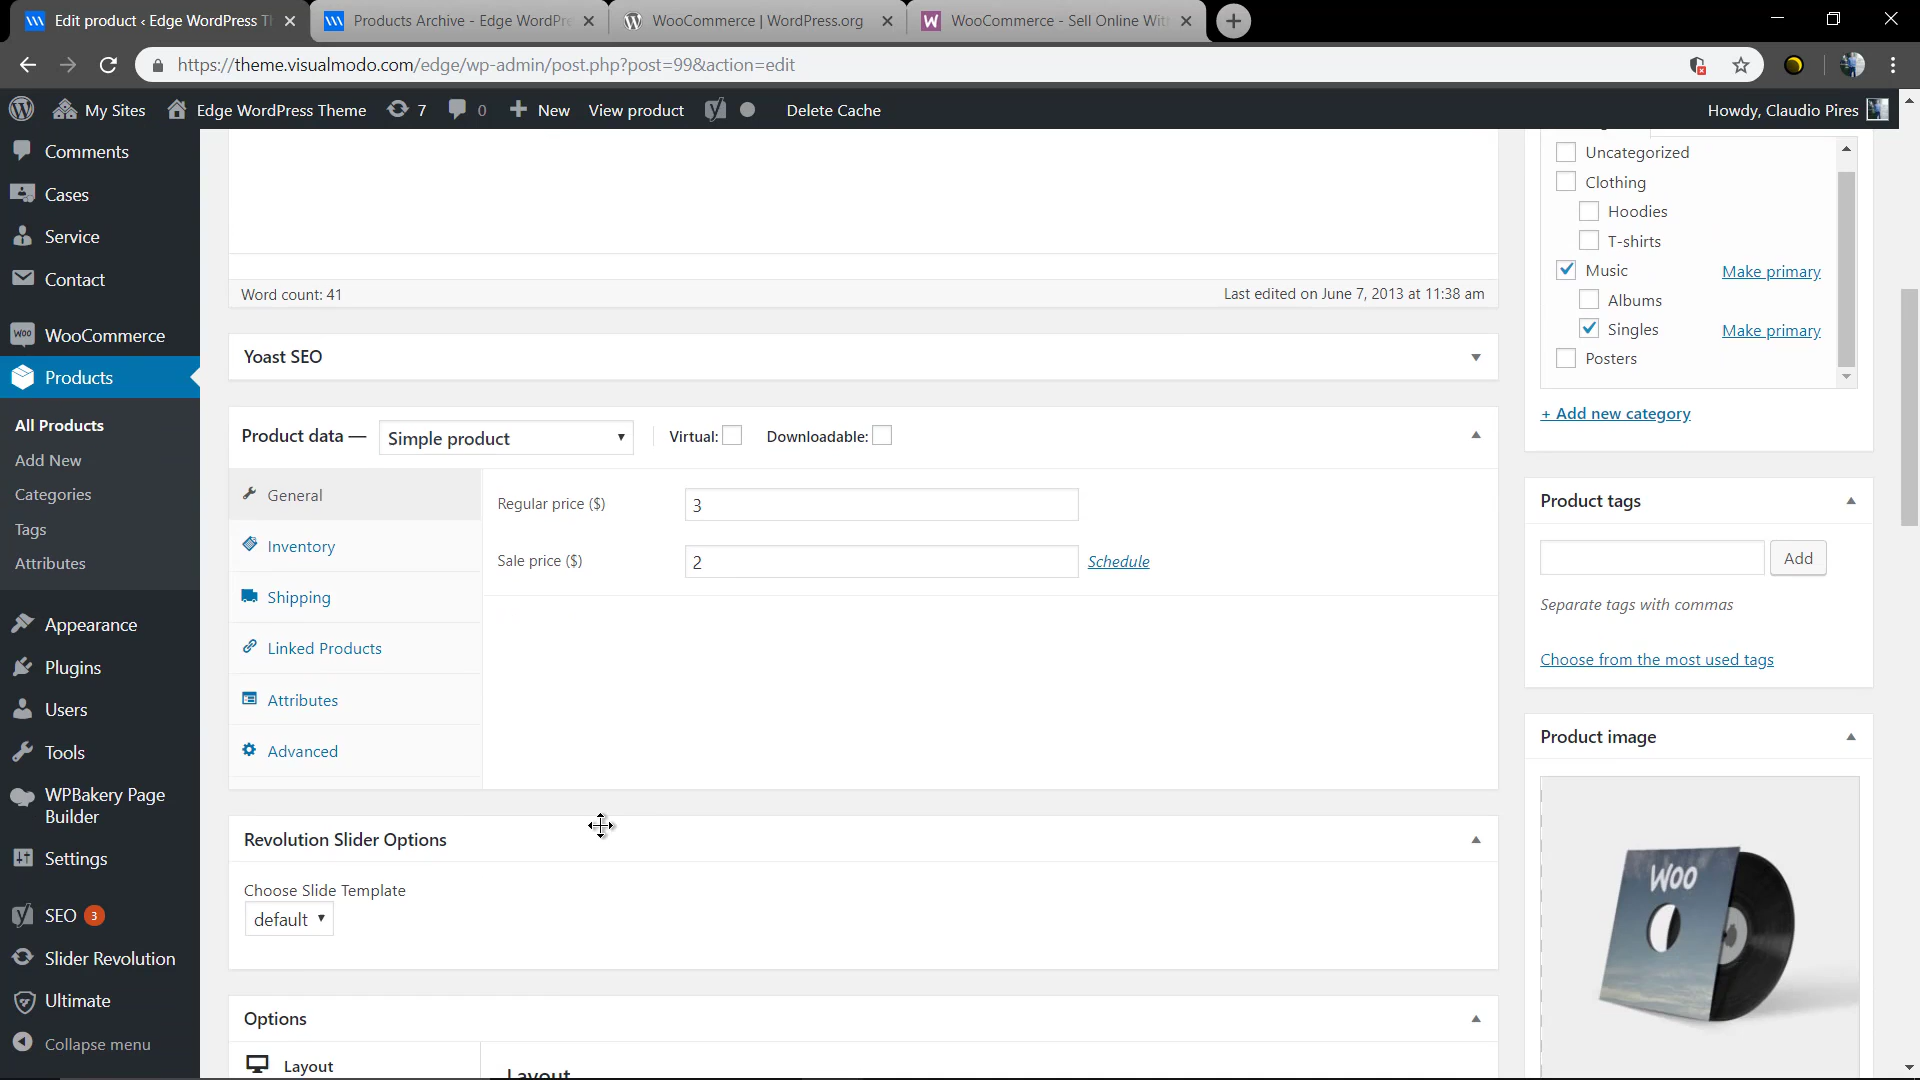 Edit product ‹ Edge WordPress T
Products Archive - Edge WordPr
WooCommerce | WordPress.org
WooCommerce - Sell Online Wit
https://theme.visualmodo.com/edge/wp-admin/post.php?post=99&action=edit
My Sites
Edge WordPress Theme
7
0
New
View product
Delete Cache
Howdy, Claudio Pires
Comments
Cases
Service
Contact
WooCommerce
Products
All Products
Add New
Categories
Tags
Attributes
Appearance
Plugins
Users
Tools
WPBakery Page
Builder
Settings
SEO 3
Slider Revolution
Ultimate
Collapse menu
Word count: 41
Last edited on June 7, 2013 at 11:38 am
Yoast SEO
Product data — Simple product
Virtual:
Downloadable:
General
Inventory
Shipping
Linked Products
Attributes
Advanced
Regular price ($) 3
Sale price ($) 2 Schedule
Revolution Slider Options
Choose Slide Template
default
Options
Layout
Layout
Uncategorized
Clothing
Hoodies
T-shirts
Music Make primary
Albums
Singles Make primary
Posters
+ Add new category
Product tags
Add
Separate tags with commas
Choose from the most used tags
Product image
WOO